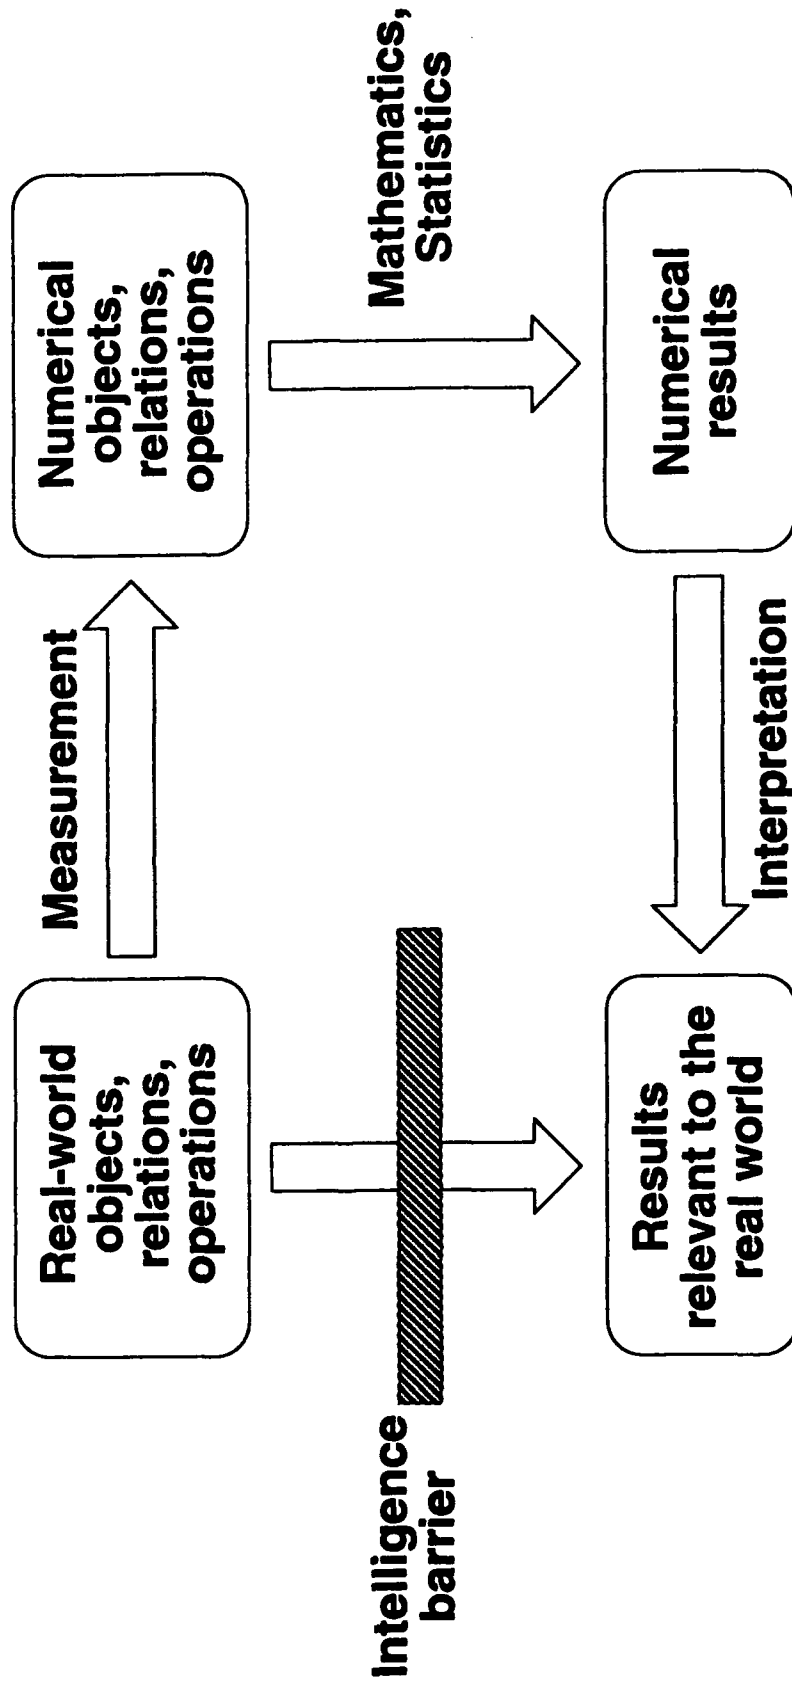 Real-world
objects,
relations,
operations
Measurement
Numerical
objects,
relations,
operations
Intelligence
barrier
Mathematics,
Statistics
Results
relevant to the
real world
Interpretation
Numerical
results